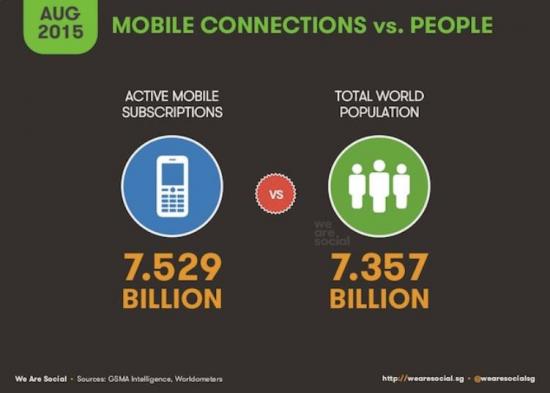 AUG
2015
MOBILE CONNECTIONS vs. PEOPLE
ACTIVE MOBILE
SUBSCRIPTIONS
TOTAL WORLD
POPULATION
VS
we
are
social
7.529
BILLION
7.357
BILLION
We Are Social • Sources: GSMA Intelligence, Worldometers
http://wearesocial.sg • @wearesocialsg